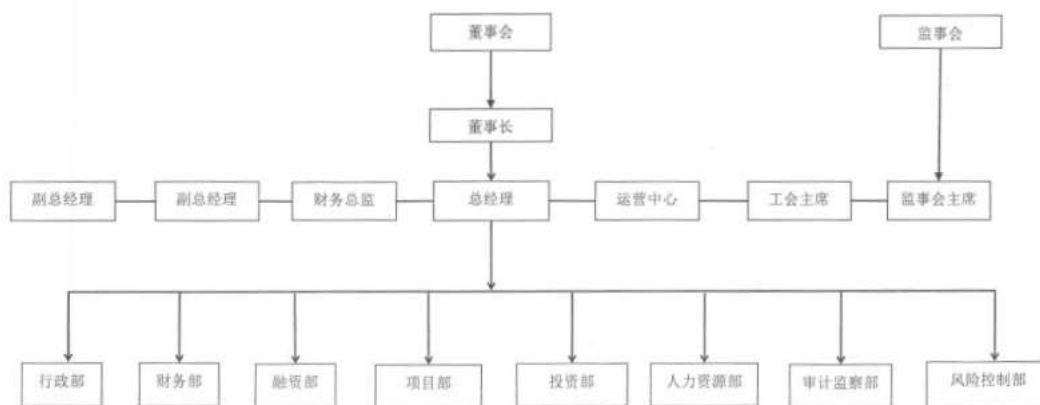 董事会
监事会
董事长
副总经理
副总经理
财务总监
总经理
运营中心
工会主席
监事会主席
行政部
财务部
融资部
项目部
投资部
人力资源部
审计监察部
风险控制部